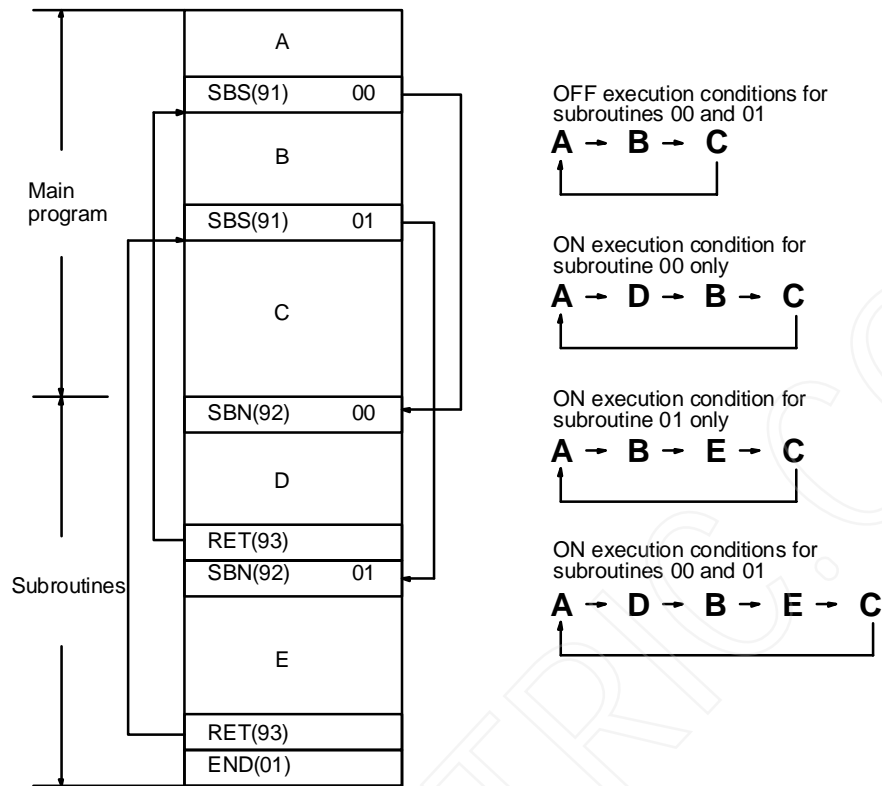 A
SBS(91) 00
B
Main
program
SBS(91) 01
C
SBN(92) 00
D
RET(93)
SBN(92) 01
Subroutines
E
RET(93)
END(01)
OFF execution conditions for
subroutines 00 and 01
A → B → C
ON execution condition for
subroutine 00 only
A → D → B → C
ON execution condition for
subroutine 01 only
A → B → E → C
ON execution conditions for
subroutines 00 and 01
A → D → B → E → C